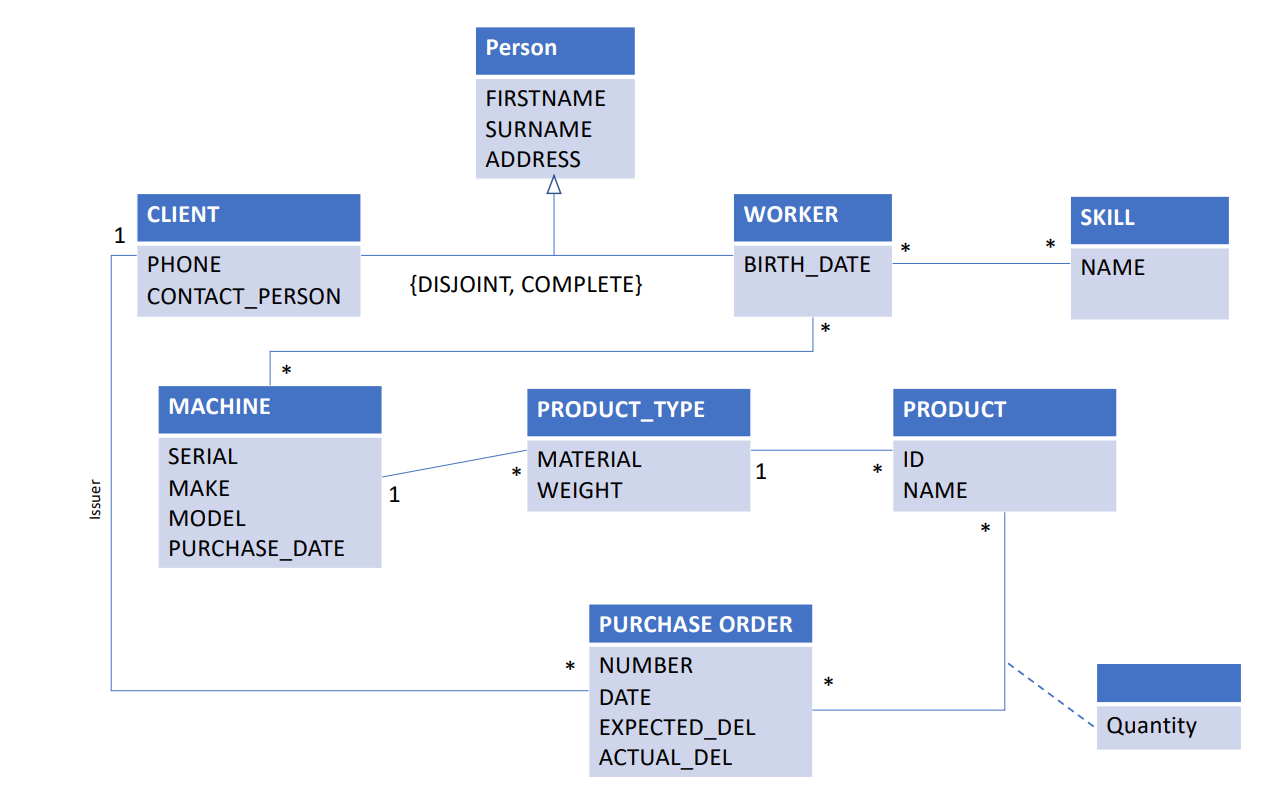 Person
FIRSTNAME
SURNAME
ADDRESS
CLIENT
PHONE
CONTACT_PERSON
1
{DISJOINT, COMPLETE}
WORKER
BIRTH_DATE
*
*
SKILL
NAME
*
*
MACHINE
SERIAL
MAKE
MODEL
PURCHASE_DATE
1
*
PRODUCT_TYPE
MATERIAL
WEIGHT
1
*
PRODUCT
ID
NAME
*
Issuer
PURCHASE ORDER
NUMBER
DATE
EXPECTED_DEL
ACTUAL_DEL
*
*
Quantity